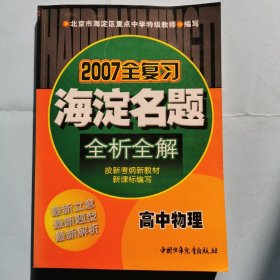 北京市海淀区重点中学特级教师 编写
2007全复习
海淀名题
全析全解
按新考纲新教材
新课标编写
最新立意
最新题型
最新解析
高中物理
中国少年儿童出版社